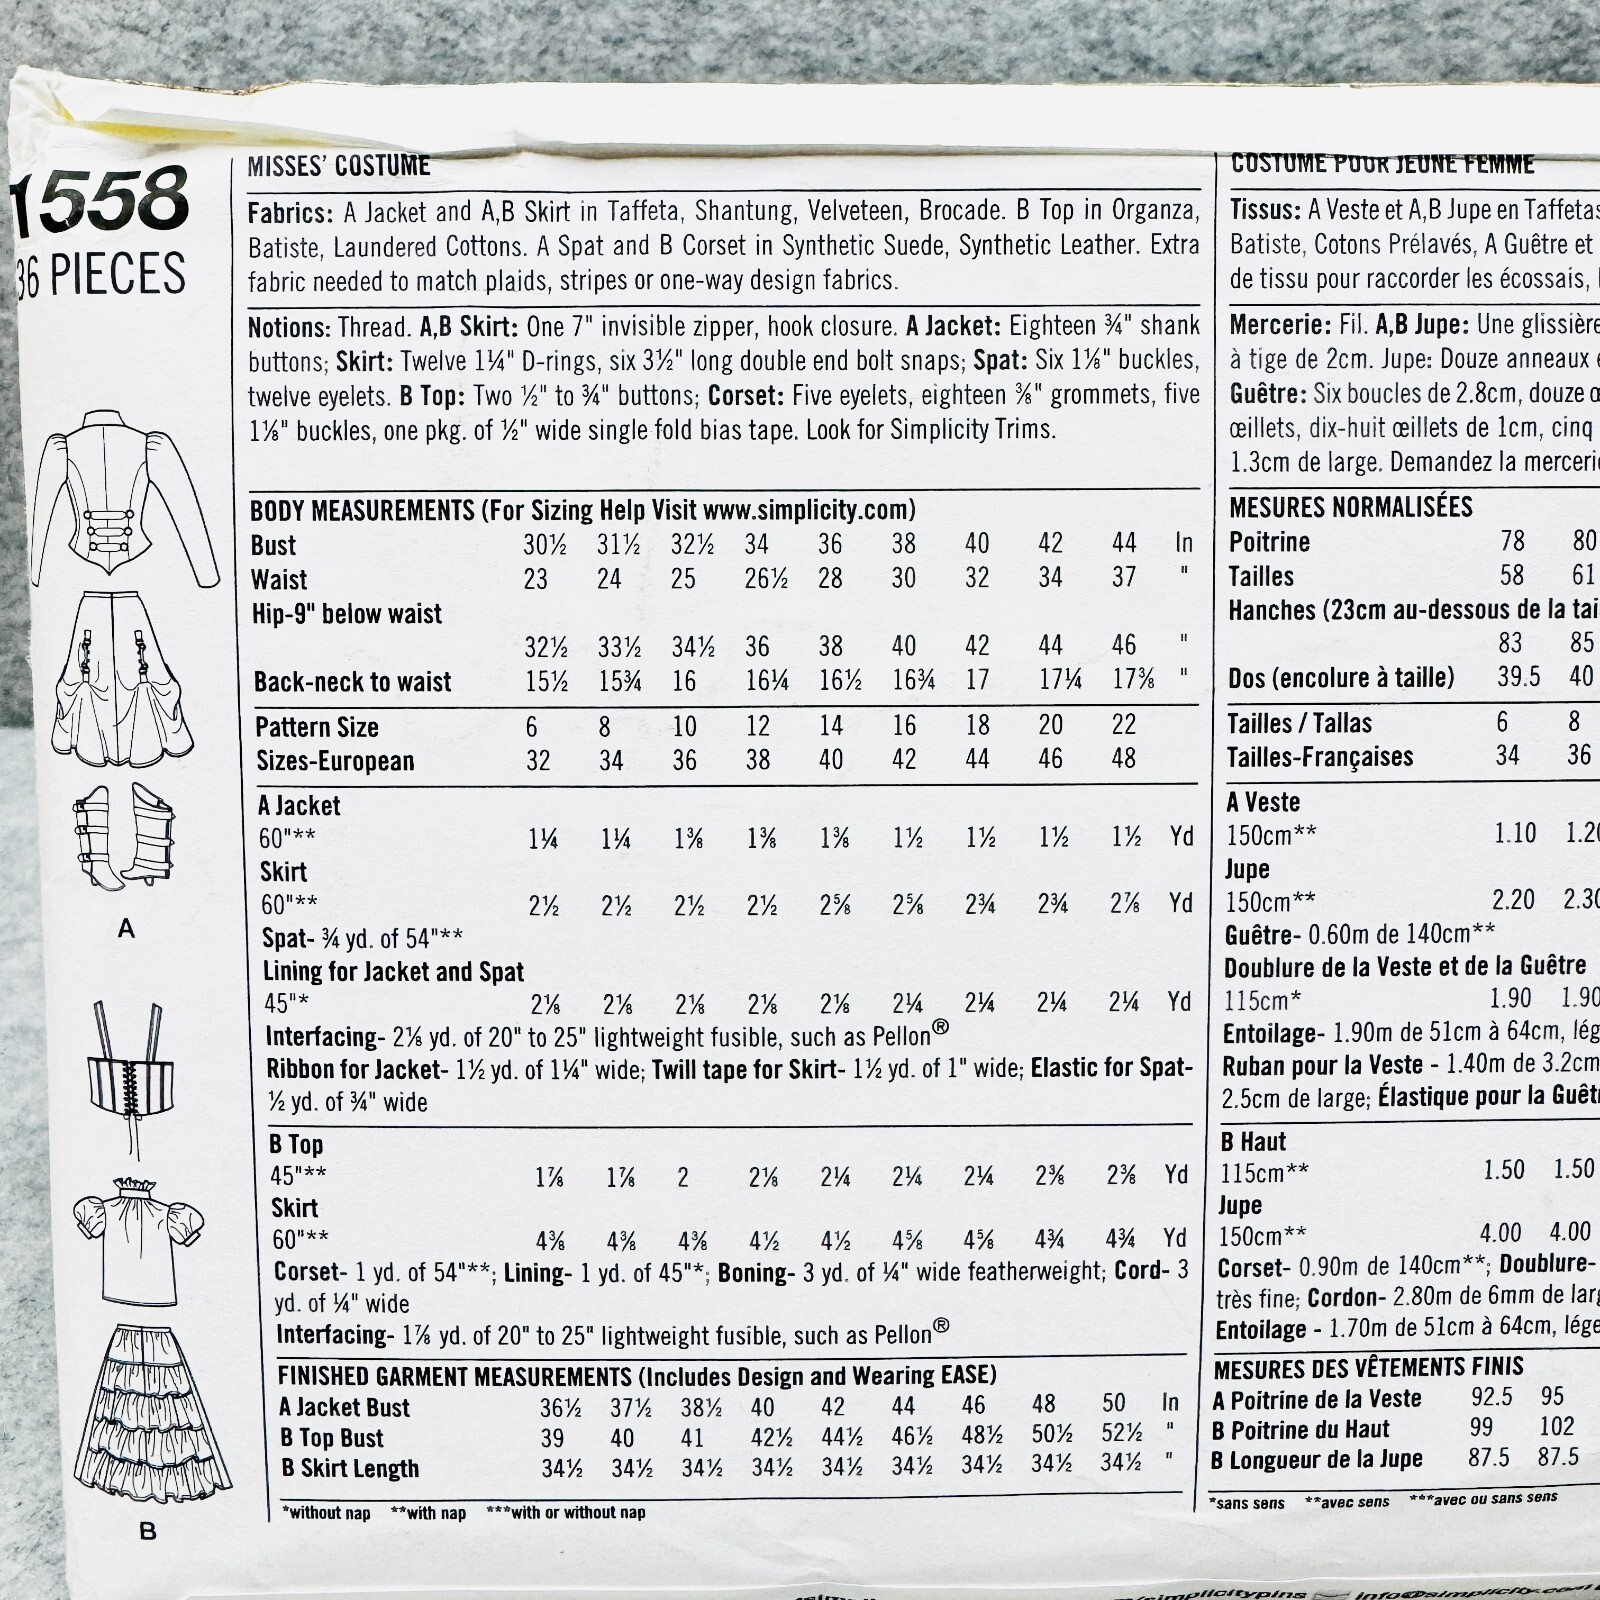 1558
36 PIECES
A
B
MISSES' COSTUME
Fabrics: A Jacket and A,B Skirt in Taffeta, Shantung, Velveteen, Brocade. B Top in Organza,
Batiste, Laundered Cottons. A Spat and B Corset in Synthetic Suede, Synthetic Leather. Extra
fabric needed to match plaids, stripes or one-way design fabrics.
Notions: Thread. A,B Skirt: One 7" invisible zipper, hook closure. A Jacket: Eighteen ¾" shank
buttons; Skirt: Twelve 1¼" D-rings, six 3½" long double end bolt snaps; Spat: Six 1⅛" buckles,
twelve eyelets. B Top: Two ½" to ¾" buttons; Corset: Five eyelets, eighteen ⅜" grommets, five
1⅛" buckles, one pkg. of ½" wide single fold bias tape. Look for Simplicity Trims.
BODY MEASUREMENTS (For Sizing Help Visit www.simplicity.com)
Bust 30½ 31½ 32½ 34 36 38 40 42 44 In
Waist 23 24 25 26½ 28 30 32 34 37 "
Hip-9" below waist
32½ 33½ 34½ 36 38 40 42 44 46 "
Back-neck to waist 15½ 15¾ 16 16¼ 16½ 16¾ 17 17¼ 17⅜ "
Pattern Size 6 8 10 12 14 16 18 20 22
Sizes-European 32 34 36 38 40 42 44 46 48
A Jacket
60"** 1¼ 1¼ 1⅜ 1⅜ 1⅜ 1½ 1½ 1½ 1½ Yd
Skirt
60"** 2½ 2½ 2½ 2½ 2⅝ 2⅝ 2¾ 2¾ 2⅞ Yd
Spat- ¾ yd. of 54"**
Lining for Jacket and Spat
45"* 2⅛ 2⅛ 2⅛ 2⅛ 2⅛ 2¼ 2¼ 2¼ 2¼ Yd
Interfacing- 2⅛ yd. of 20" to 25" lightweight fusible, such as Pellon®
Ribbon for Jacket- 1½ yd. of 1¼" wide; Twill tape for Skirt- 1½ yd. of 1" wide; Elastic for Spat-
½ yd. of ¾" wide
B Top
45"** 1⅞ 1⅞ 2 2⅛ 2¼ 2¼ 2¼ 2⅜ 2⅜ Yd
Skirt
60"** 4⅜ 4⅜ 4⅜ 4½ 4½ 4⅝ 4⅝ 4¾ 4¾ Yd
Corset- 1 yd. of 54"**; Lining- 1 yd. of 45"*; Boning- 3 yd. of ¼" wide featherweight; Cord- 3
yd. of ¼" wide
Interfacing- 1⅞ yd. of 20" to 25" lightweight fusible, such as Pellon®
FINISHED GARMENT MEASUREMENTS (Includes Design and Wearing EASE)
A Jacket Bust 36½ 37½ 38½ 40 42 44 46 48 50 In
B Top Bust 39 40 41 42½ 44½ 46½ 48½ 50½ 52½ "
B Skirt Length 34½ 34½ 34½ 34½ 34½ 34½ 34½ 34½ 34½ "
*without nap **with nap ***with or without nap
COSTUME POUR JEUNE FEMME
Tissus: A Veste et A,B Jupe en Taffetas
Batiste, Cotons Prélavés, A Guêtre et
de tissu pour raccorder les écossais,
Mercerie: Fil. A,B Jupe: Une glissière
à tige de 2cm. Jupe: Douze anneaux
Guêtre: Six boucles de 2.8cm, douze
œillets, dix-huit œillets de 1cm, cinq
1.3cm de large. Demandez la mercerie
MESURES NORMALISÉES
Poitrine 78 80
Tailles 58 61
Hanches (23cm au-dessous de la tai
83 85
Dos (encolure à taille) 39.5 40
Tailles / Tallas 6 8
Tailles-Françaises 34 36
A Veste
150cm** 1.10 1.20
Jupe
150cm** 2.20 2.30
Guêtre- 0.60m de 140cm**
Doublure de la Veste et de la Guêtre
115cm* 1.90 1.90
Entoilage- 1.90m de 51cm à 64cm, lég
Ruban pour la Veste - 1.40m de 3.2cm
2.5cm de large; Élastique pour la Guêt
B Haut
115cm** 1.50 1.50
Jupe
150cm** 4.00 4.00
Corset- 0.90m de 140cm**; Doublure-
très fine; Cordon- 2.80m de 6mm de larg
Entoilage - 1.70m de 51cm à 64cm, lége
MESURES DES VÊTEMENTS FINIS
A Poitrine de la Veste 92.5 95
B Poitrine du Haut 99 102
B Longueur de la Jupe 87.5 87.5
*sans sens **avec sens ***avec ou sans sens
/simplicitypins info@simplicity.com